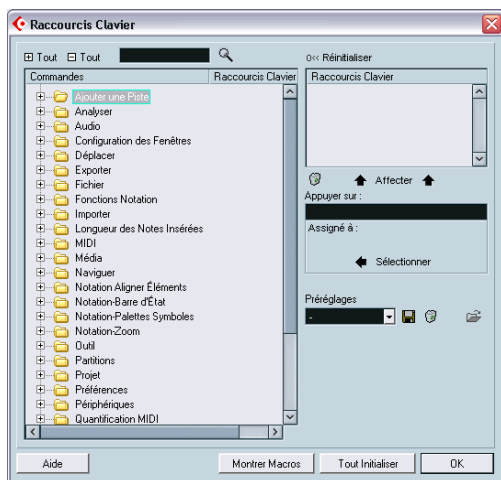 Raccourcis Clavier
Tout Tout
Commandes Raccourcis Clavier
Ajouter une Piste
Analyser
Audio
Configuration des Fenêtres
Déplacer
Exporter
Fichier
Fonctions Notation
Importer
Longueur des Notes Insérées
MIDI
Média
Naviguer
Notation Aligner Éléments
Notation-Barre d'État
Notation-Palettes Symboles
Notation-Zoom
Outil
Partitions
Projet
Préférences
Périphériques
Quantification MIDI
Réinitialiser
Raccourcis Clavier
Affecter
Appuyer sur :
Assigné à :
Sélectionner
Préréglages
-
Aide Montrer Macros Tout Initialiser OK